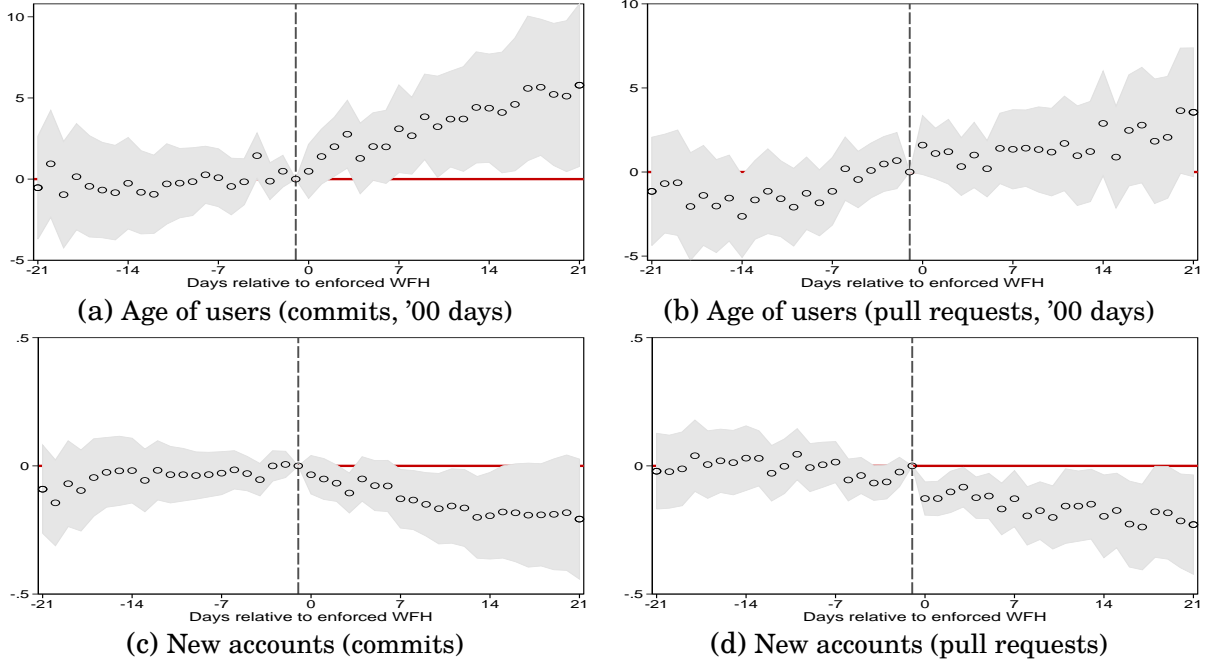 10
5
0
-5
-21 -14 -7 0 7 14 21
Days relative to enforced WFH
(a) Age of users (commits, ’00 days)
10
5
0
-5
-21 -14 -7 0 7 14 21
Days relative to enforced WFH
(b) Age of users (pull requests, ’00 days)
.5
0
-.5
-21 -14 -7 0 7 14 21
Days relative to enforced WFH
(c) New accounts (commits)
.5
0
-.5
-21 -14 -7 0 7 14 21
Days relative to enforced WFH
(d) New accounts (pull requests)